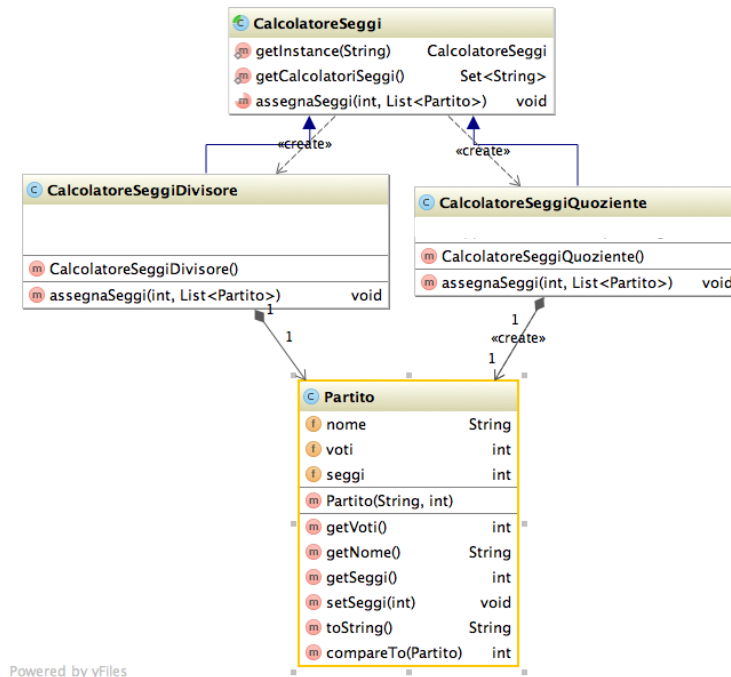 CalcolatoreSeggi
getInstance(String) CalcolatoreSeggi
getCalcolatoriSeggi() Set<String>
assegnaSeggi(int, List<Partito>) void
«create»
«create»
CalcolatoreSeggiDivisore
CalcolatoreSeggiDivisore()
assegnaSeggi(int, List<Partito>) void
CalcolatoreSeggiQuoziente
CalcolatoreSeggiQuoziente()
assegnaSeggi(int, List<Partito>) void
1
1
1
«create»
1
Partito
nome String
voti int
seggi int
Partito(String, int)
getVoti() int
getNome() String
getSeggi() int
setSeggi(int) void
toString() String
compareTo(Partito) int
Powered by yFiles